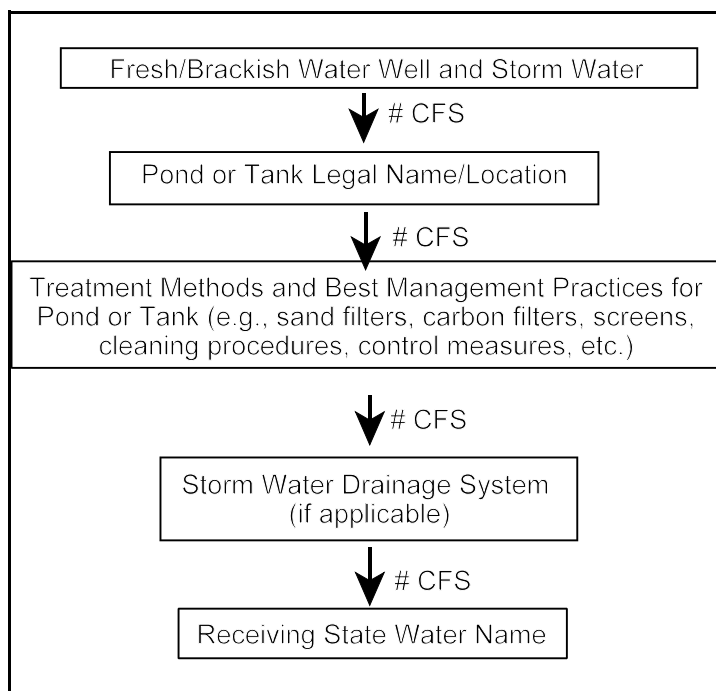 Fresh/Brackish Water Well and Storm Water
# CFS
Pond or Tank Legal Name/Location
# CFS
Treatment Methods and Best Management Practices for
Pond or Tank (e.g., sand filters, carbon filters, screens,
cleaning procedures, control measures, etc.)
# CFS
Storm Water Drainage System
(if applicable)
# CFS
Receiving State Water Name